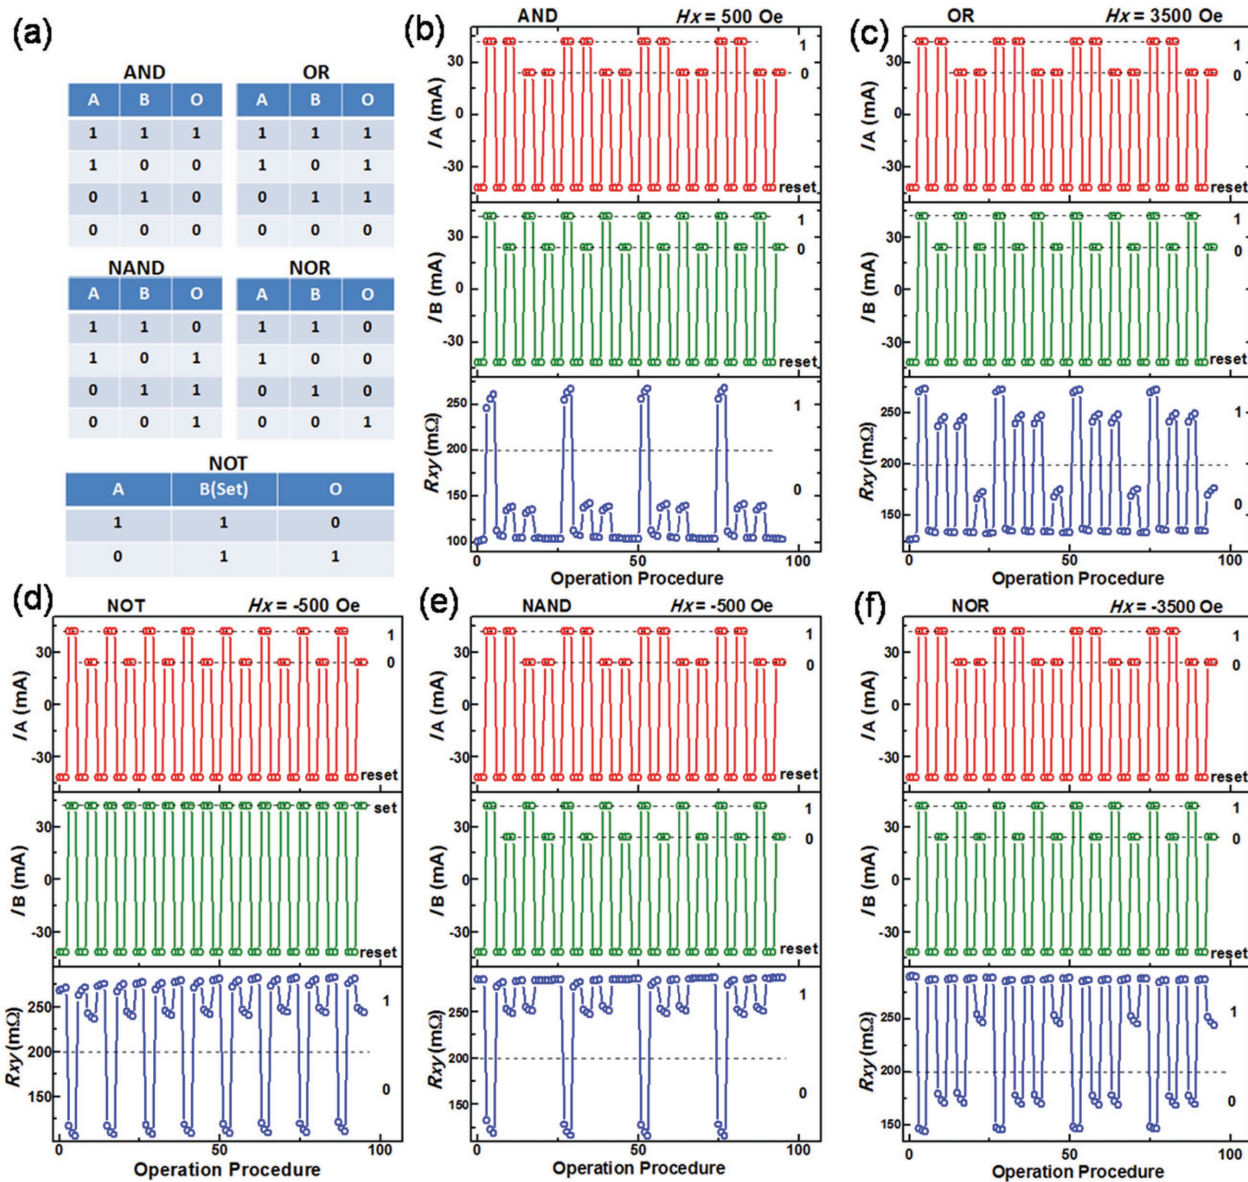 (a)
AND
A B O
1 1 1
1 0 0
0 1 0
0 0 0
OR
A B O
1 1 1
1 0 1
0 1 1
0 0 0
NAND
A B O
1 1 0
1 0 1
0 1 1
0 0 1
NOR
A B O
1 1 0
1 0 0
0 1 0
0 0 1
NOT
A B(Set) O
1 1 0
0 1 1
(b) AND Hx = 500 Oe
IA (mA)
30
0
-30
1
0
reset
IB (mA)
30
0
-30
1
0
reset
Rxy (mΩ)
250
200
150
100
1
0
0 50 100
Operation Procedure
(c) OR Hx = 3500 Oe
IA (mA)
30
0
-30
1
0
reset
IB (mA)
30
0
-30
1
0
reset
Rxy (mΩ)
250
200
150
1
0
0 50 100
Operation Procedure
(d) NOT Hx = -500 Oe
IA (mA)
30
0
-30
1
0
reset
IB (mA)
30
0
-30
set
reset
Rxy (mΩ)
250
200
150
1
0
0 50 100
Operation Procedure
(e) NAND Hx = -500 Oe
IA (mA)
30
0
-30
1
0
reset
IB (mA)
30
0
-30
1
0
reset
Rxy (mΩ)
250
200
150
1
0
0 50 100
Operation Procedure
(f) NOR Hx = -3500 Oe
IA (mA)
30
0
-30
1
0
reset
IB (mA)
30
0
-30
1
0
reset
Rxy (mΩ)
250
200
150
1
0
0 50 100
Operation Procedure